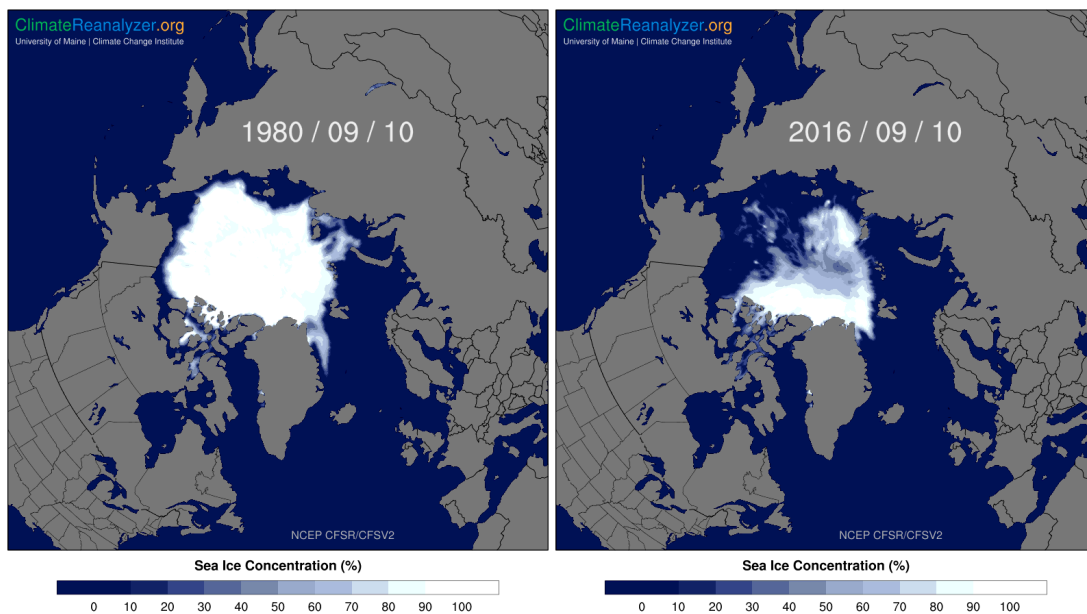 ClimateReanalyzer.org
University of Maine | Climate Change Institute
1980 / 09 / 10
NCEP CFSR/CFSV2
Sea Ice Concentration (%)
0 10 20 30 40 50 60 70 80 90 100
ClimateReanalyzer.org
University of Maine | Climate Change Institute
2016 / 09 / 10
NCEP CFSR/CFSV2
Sea Ice Concentration (%)
0 10 20 30 40 50 60 70 80 90 100